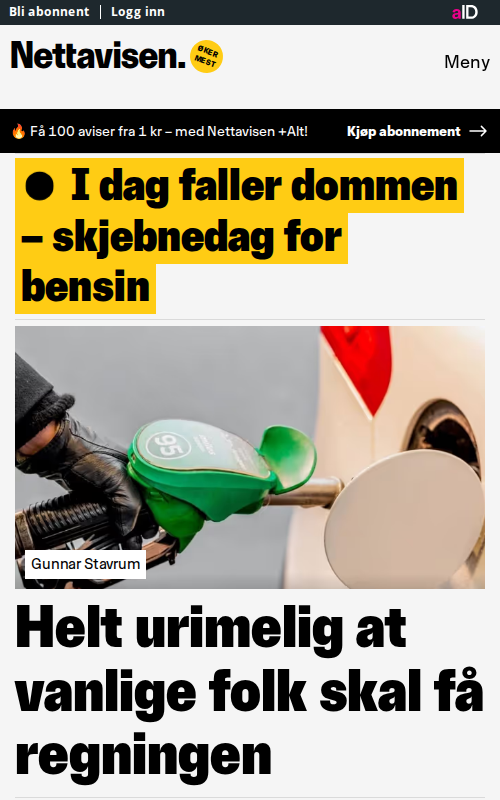 Bli abonnent | Logg inn
aID
Nettavisen.
ØKER
MEST
Meny
🔥 Få 100 aviser fra 1 kr – med Nettavisen +Alt!
Kjøp abonnement →
● I dag faller dommen
– skjebnedag for
bensin
95
Gunnar Stavrum
Helt urimelig at
vanlige folk skal få
regningen